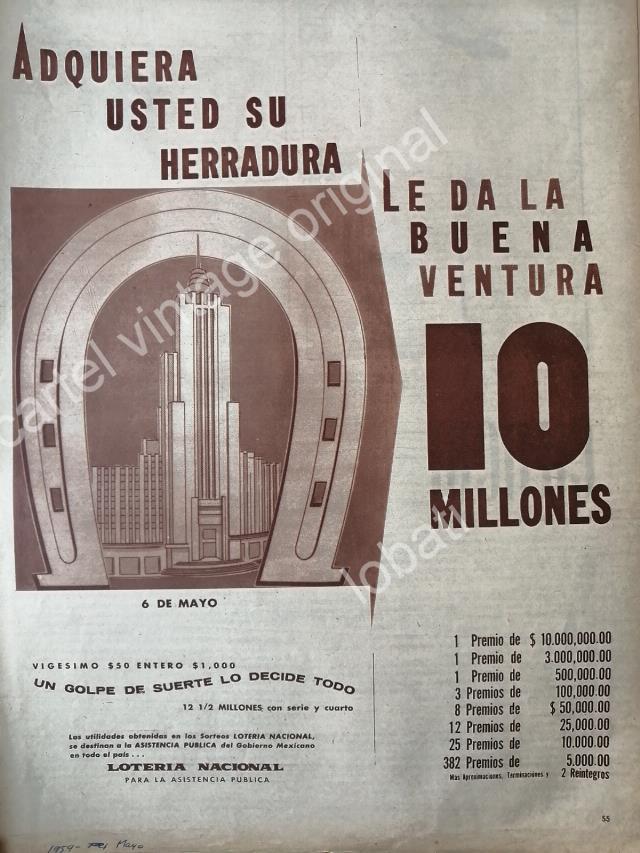 ADQUIERA
USTED SU
HERRADURA
LE DA LA
BUENA
VENTURA
10
MILLONES
6 DE MAYO
VIGESIMO $50 ENTERO $1,000
UN GOLPE DE SUERTE LO DECIDE TODO
12 1/2 MILLONES con serie y cuarto
Las utilidades obtenidas en los Sorteos LOTERIA NACIONAL,
se destinan a la ASISTENCIA PUBLICA del Gobierno Mexicano
en todo el país...
LOTERIA NACIONAL
PARA LA ASISTENCIA PUBLICA
1 Premio de $ 10.000,000.00
1 Premio de 3.000,000.00
1 Premio de 500,000.00
3 Premios de 100,000.00
8 Premios de $ 50,000.00
12 Premios de 25,000.00
25 Premios de 10.000.00
382 Premios de 5.000.00
Mas Aproximaciones, Terminaciones y 2 Reintegros
55
1959- Mayo
cartel vintage original
lobat